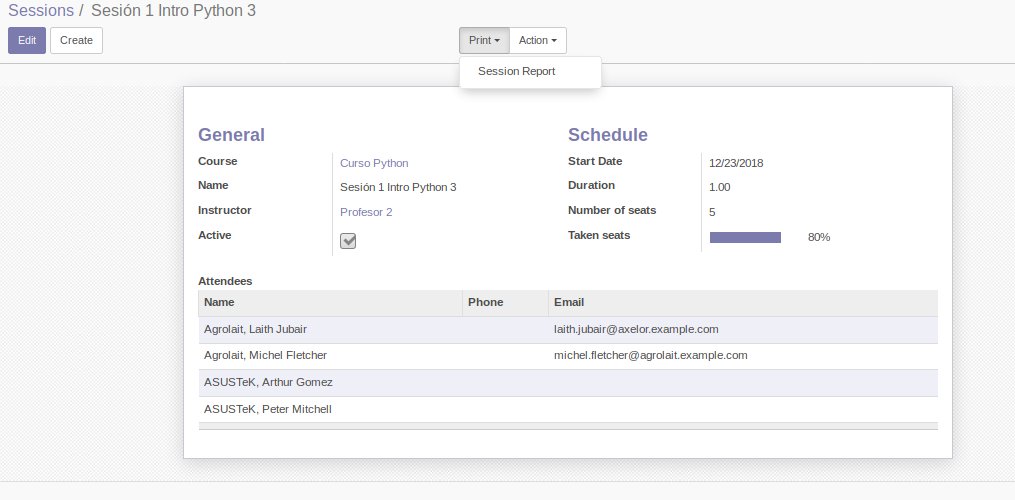 Sessions / Sesión 1 Intro Python 3
Edit Create Print Action
Session Report
General
Course Curso Python
Name Sesión 1 Intro Python 3
Instructor Profesor 2
Active
Schedule
Start Date 12/23/2018
Duration 1.00
Number of seats 5
Taken seats 80%
Attendees
Name Phone Email
Agrolait, Laith Jubair laith.jubair@axelor.example.com
Agrolait, Michel Fletcher michel.fletcher@agrolait.example.com
ASUSTeK, Arthur Gomez
ASUSTeK, Peter Mitchell